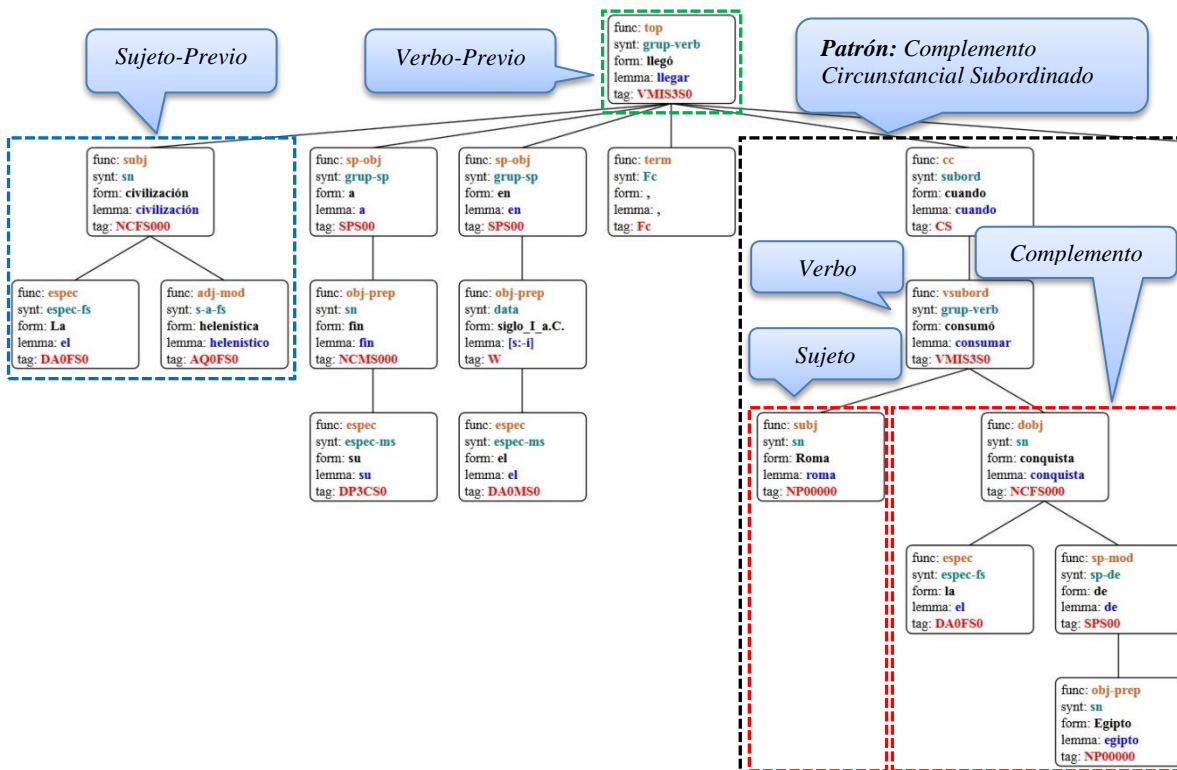 Sujeto-Previo
Verbo-Previo
func: top
synt: grup-verb
form: llegó
lemma: llegar
tag: VMIS3S0
Patrón: Complemento
Circunstancial Subordinado
func: subj
synt: sn
form: civilización
lemma: civilización
tag: NCFS000
func: sp-obj
synt: grup-sp
form: a
lemma: a
tag: SPS00
func: sp-obj
synt: grup-sp
form: en
lemma: en
tag: SPS00
func: term
synt: Fc
form: ,
lemma: ,
tag: Fc
func: cc
synt: subord
form: cuando
lemma: cuando
tag: CS
Verbo
Complemento
func: espec
synt: espec-fs
form: La
lemma: el
tag: DA0FS0
func: adj-mod
synt: s-a-fs
form: helenística
lemma: helenístico
tag: AQ0FS0
func: obj-prep
synt: sn
form: fin
lemma: fin
tag: NCMS000
func: obj-prep
synt: data
form: siglo_I_a.C.
lemma: [s:-i]
tag: W
func: vsubord
synt: grup-verb
form: consumó
lemma: consumar
tag: VMIS3S0
Sujeto
func: espec
synt: espec-ms
form: su
lemma: su
tag: DP3CS0
func: espec
synt: espec-ms
form: el
lemma: el
tag: DA0MS0
func: subj
synt: sn
form: Roma
lemma: roma
tag: NP00000
func: dobj
synt: sn
form: conquista
lemma: conquista
tag: NCFS000
func: espec
synt: espec-fs
form: la
lemma: el
tag: DA0FS0
func: sp-mod
synt: sp-de
form: de
lemma: de
tag: SPS00
func: obj-prep
synt: sn
form: Egipto
lemma: egipto
tag: NP00000